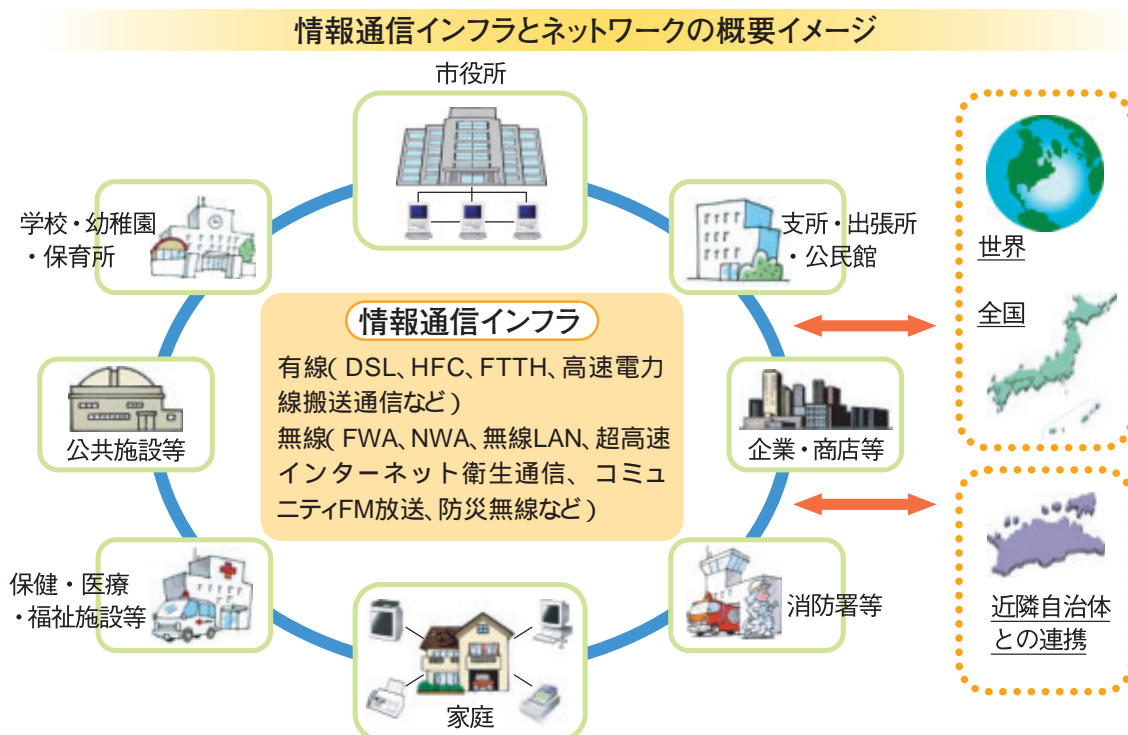 情報通信インフラとネットワークの概要イメージ
市役所
学校・幼稚園
・保育所
支所・出張所
・公民館
世界
全国
情報通信インフラ
有線( DSL、HFC、FTTH、高速電力
線搬送通信など)
無線( FWA、NWA、無線LAN、超高速
インターネット衛生通信、コミュ
ニティFM放送、防災無線など)
公共施設等
企業・商店等
保健・医療
・福祉施設等
消防署等
近隣自治体
との連携
家庭